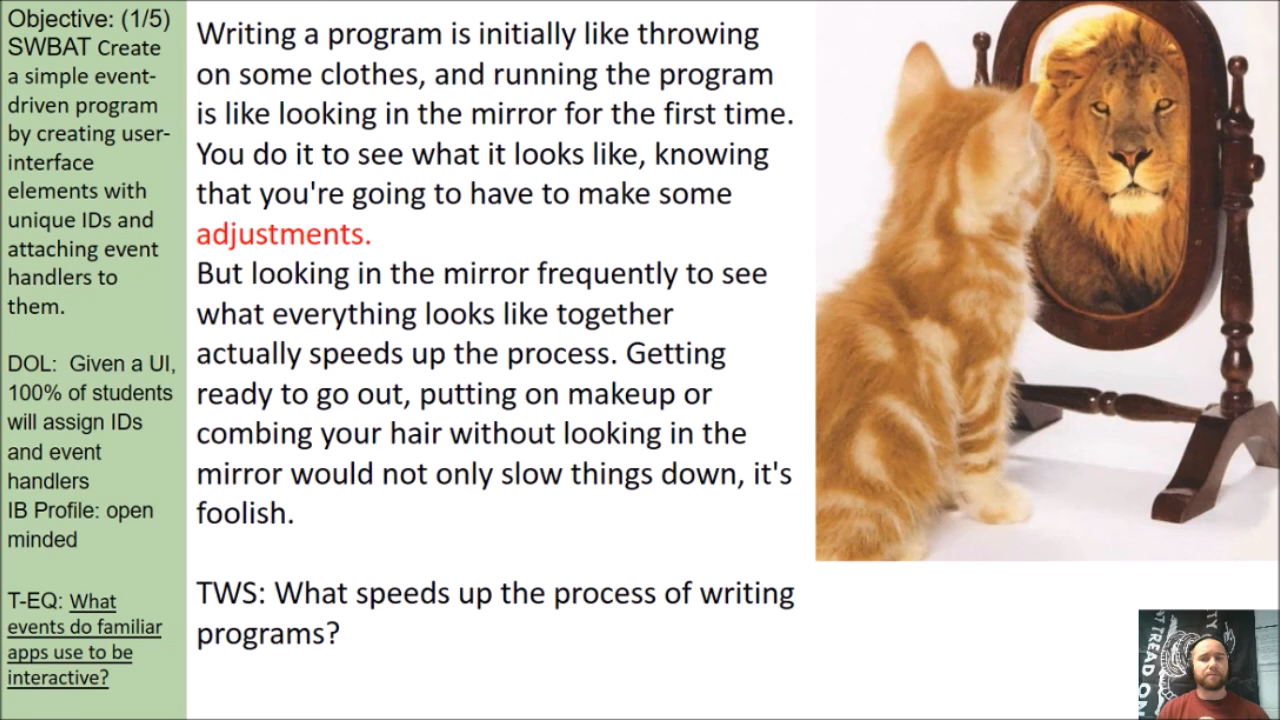 Objective: (1/5)
SWBAT Create
a simple event-
driven program
by creating user-
interface
elements with
unique IDs and
attaching event
handlers to
them.
DOL:  Given a UI,
100% of students
will assign IDs
and event
handlers
IB Profile: open
minded
T-EQ: What
events do familiar
apps use to be
interactive?
Writing a program is initially like throwing
on some clothes, and running the program
is like looking in the mirror for the first time.
You do it to see what it looks like, knowing
that you're going to have to make some
adjustments.
But looking in the mirror frequently to see
what everything looks like together
actually speeds up the process. Getting
ready to go out, putting on makeup or
combing your hair without looking in the
mirror would not only slow things down, it's
foolish.
TWS: What speeds up the process of writing
programs?
TREAD ON